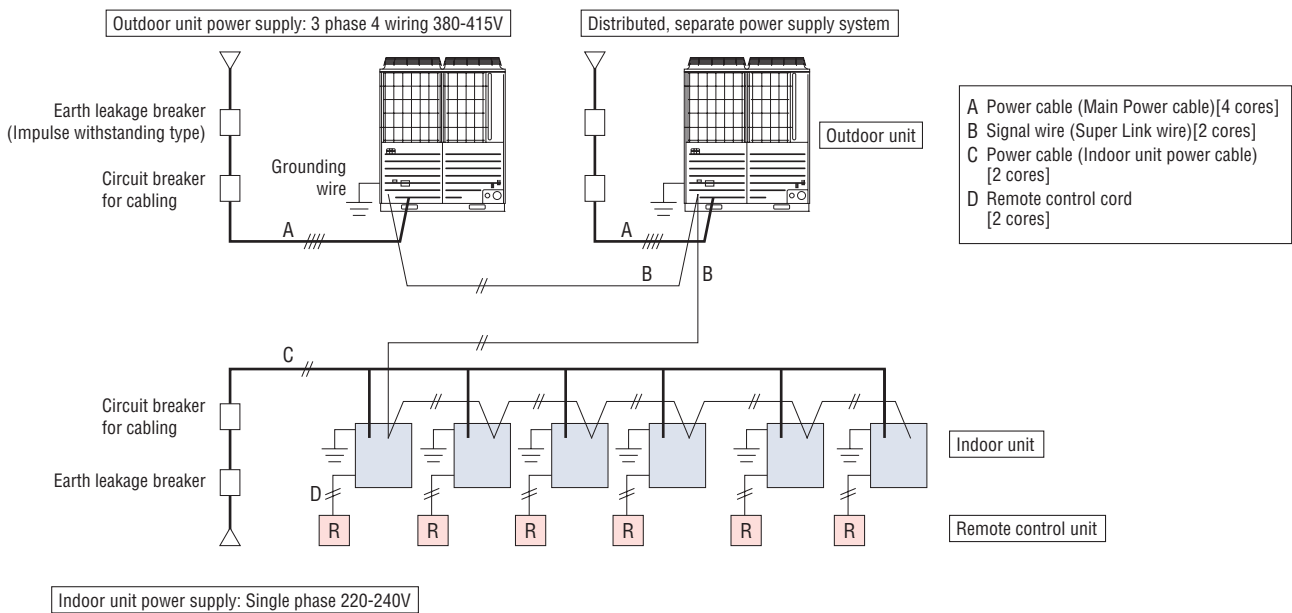 Outdoor unit power supply: 3 phase 4 wiring 380-415V
Distributed, separate power supply system
Earth leakage breaker
(Impulse withstanding type)
Circuit breaker
for cabling
Grounding
wire
Outdoor unit
A Power cable (Main Power cable)[4 cores]
B Signal wire (Super Link wire)[2 cores]
C Power cable (Indoor unit power cable)
[2 cores]
D Remote control cord
[2 cores]
A
A
B
B
C
Circuit breaker
for cabling
Earth leakage breaker
Indoor unit
D
R
R
R
R
R
R
Remote control unit
Indoor unit power supply: Single phase 220-240V